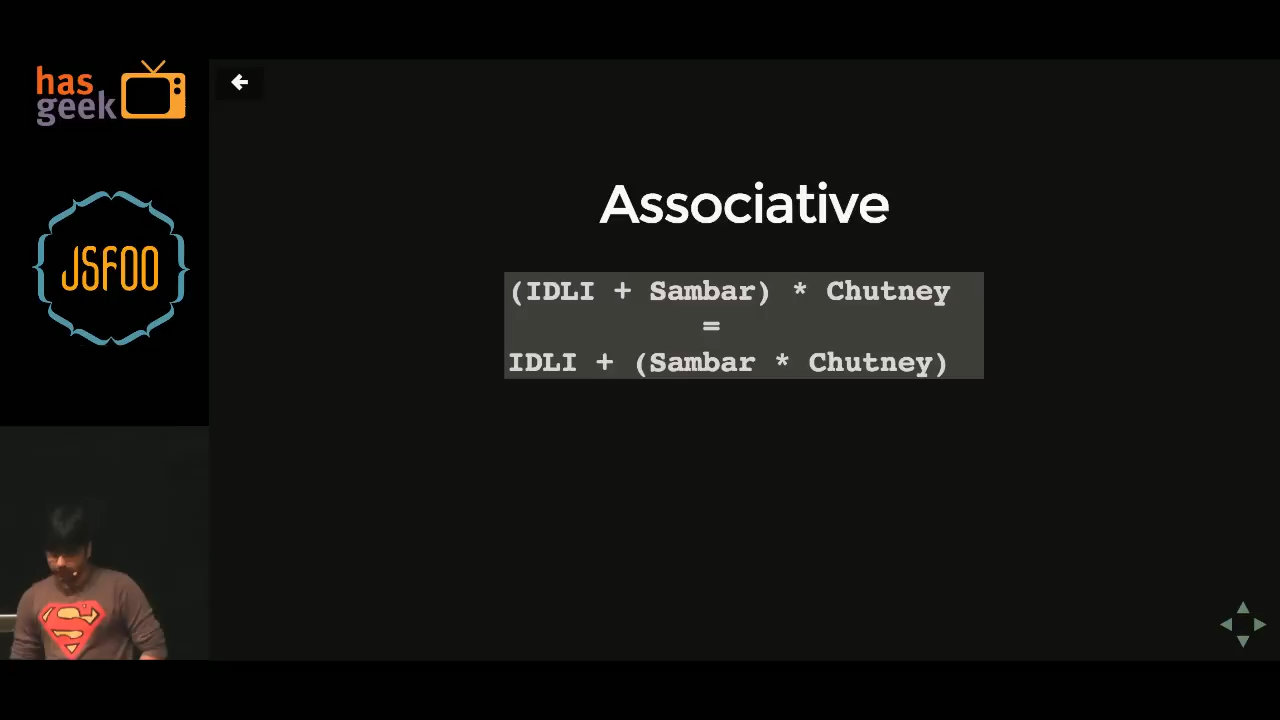 has
geek
JSFOO
Associative
(IDLI + Sambar) * Chutney
=
IDLI + (Sambar * Chutney)
S